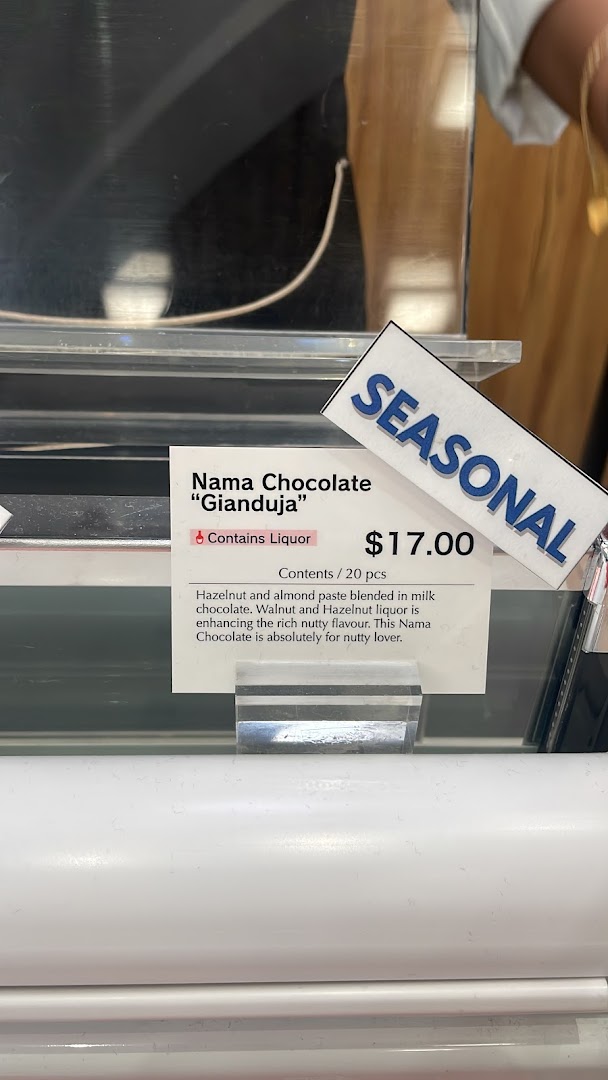 SEASONAL
Nama Chocolate
“Gianduja”
Contains Liquor
$17.00
Contents / 20 pcs
Hazelnut and almond paste blended in milk
chocolate. Walnut and Hazelnut liquor is
enhancing the rich nutty flavour. This Nama
Chocolate is absolutely for nutty lover.